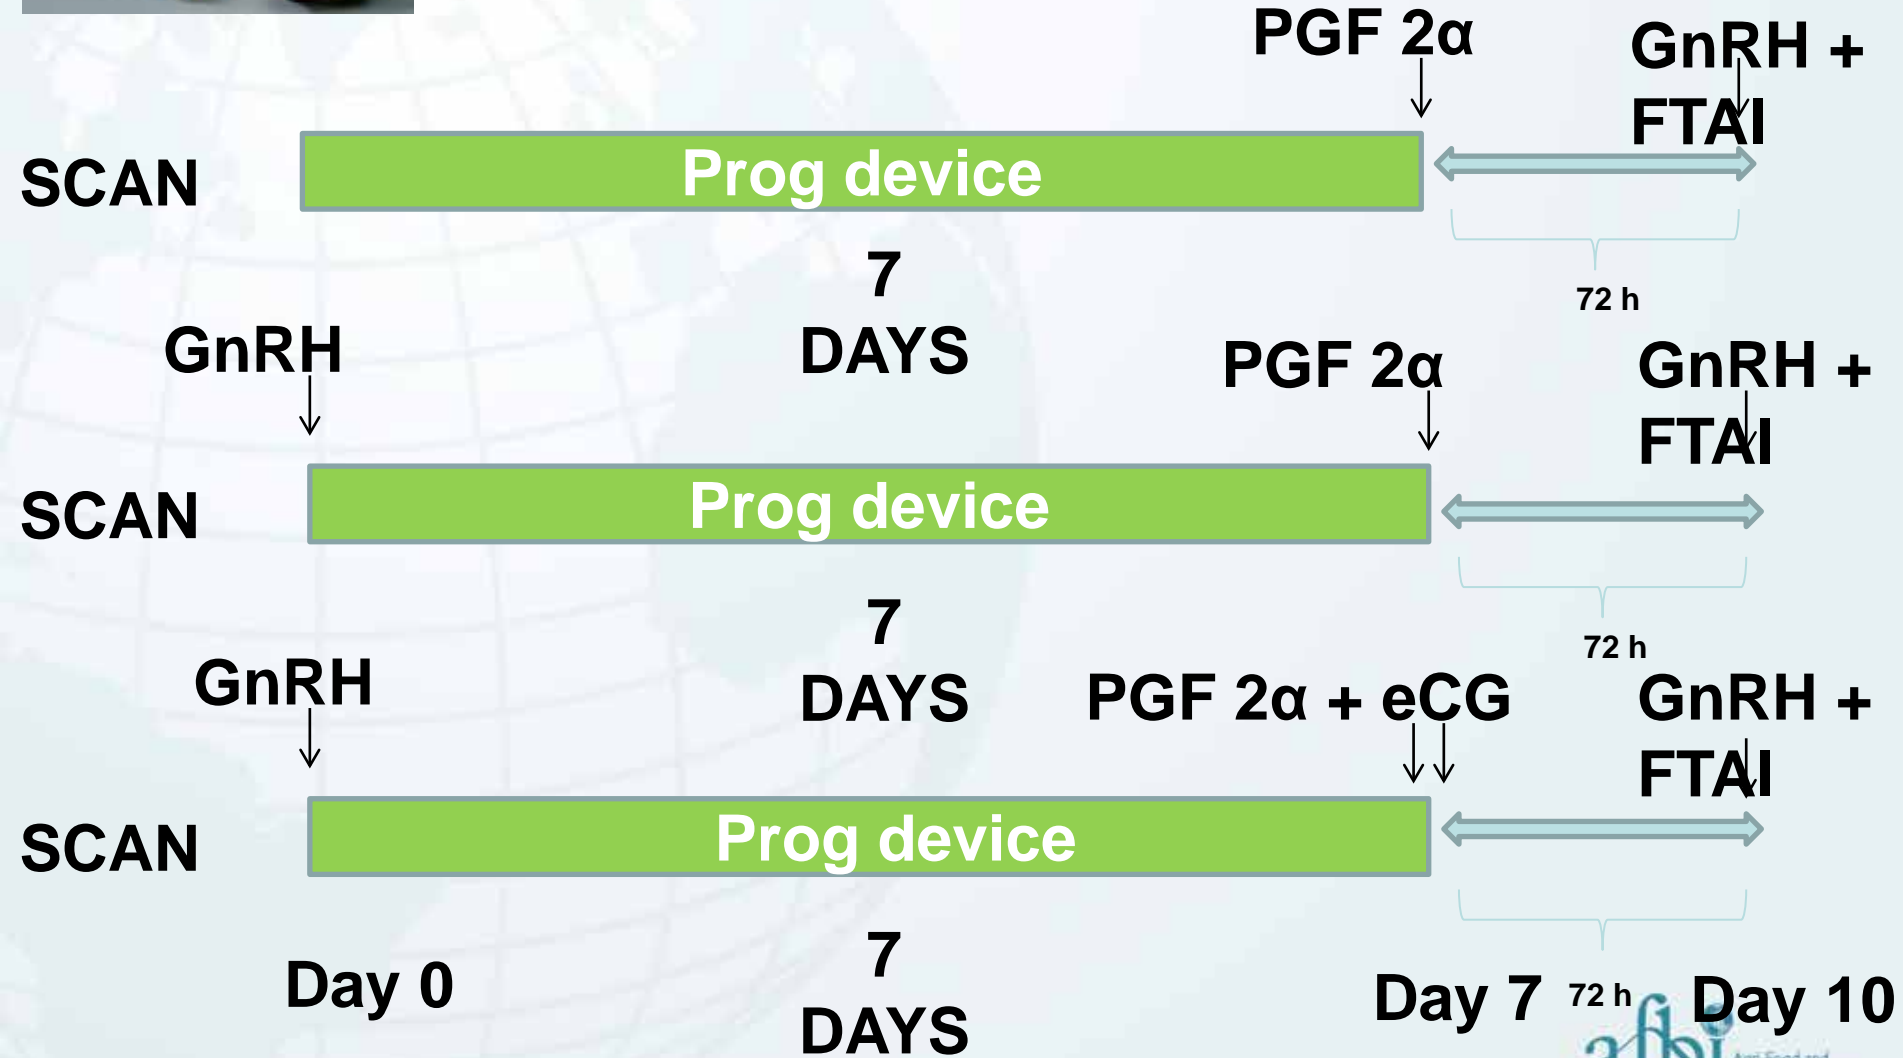 PGF 2α
GnRH +
FTAI
SCAN
Prog device
7
DAYS
72 h
GnRH
PGF 2α
GnRH +
FTAI
SCAN
Prog device
7
DAYS
72 h
GnRH
PGF 2α + eCG
GnRH +
FTAI
SCAN
Prog device
7
DAYS
72 h
Day 0
Day 7
Day 10
afbi